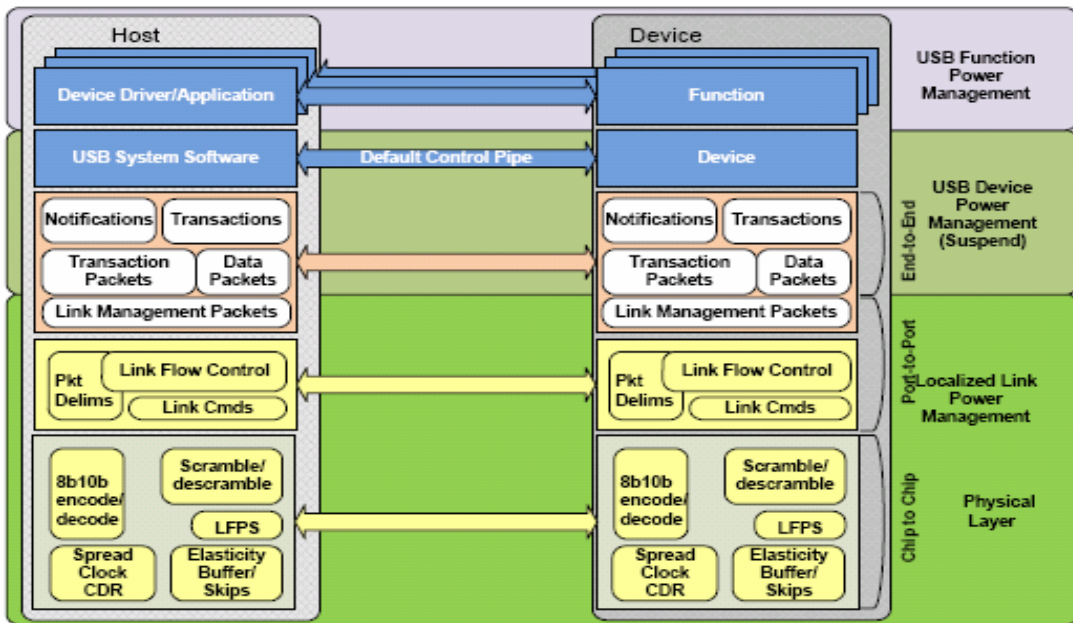 Host
Device
Device Driver/Application
Function
USB Function
Power
Management
USB System Software
Default Control Pipe
Device
Notifications
Transactions
Transaction
Packets
Data
Packets
Link Management Packets
Notifications
Transactions
Transaction
Packets
Data
Packets
Link Management Packets
End-to-End
USB Device
Power
Management
(Suspend)
Pkt
Delims
Link Flow Control
Link Cmds
Pkt
Delims
Link Flow Control
Link Cmds
Port-to-Port
Localized Link
Power
Management
8b10b
encode/
decode
Scramble/
descramble
LFPS
Spread
Clock
CDR
Elasticity
Buffer/
Skips
8b10b
encode/
decode
Scramble/
descramble
LFPS
Spread
Clock
CDR
Elasticity
Buffer/
Skips
Chip to Chip
Physical
Layer